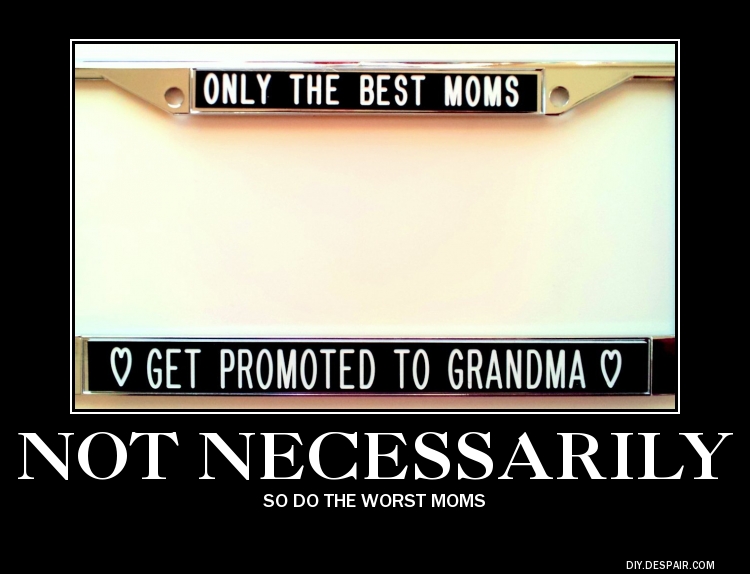 ONLY THE BEST MOMS
♡ GET PROMOTED TO GRANDMA ♡
NOT NECESSARILY
SO DO THE WORST MOMS
DIY.DESPAIR.COM